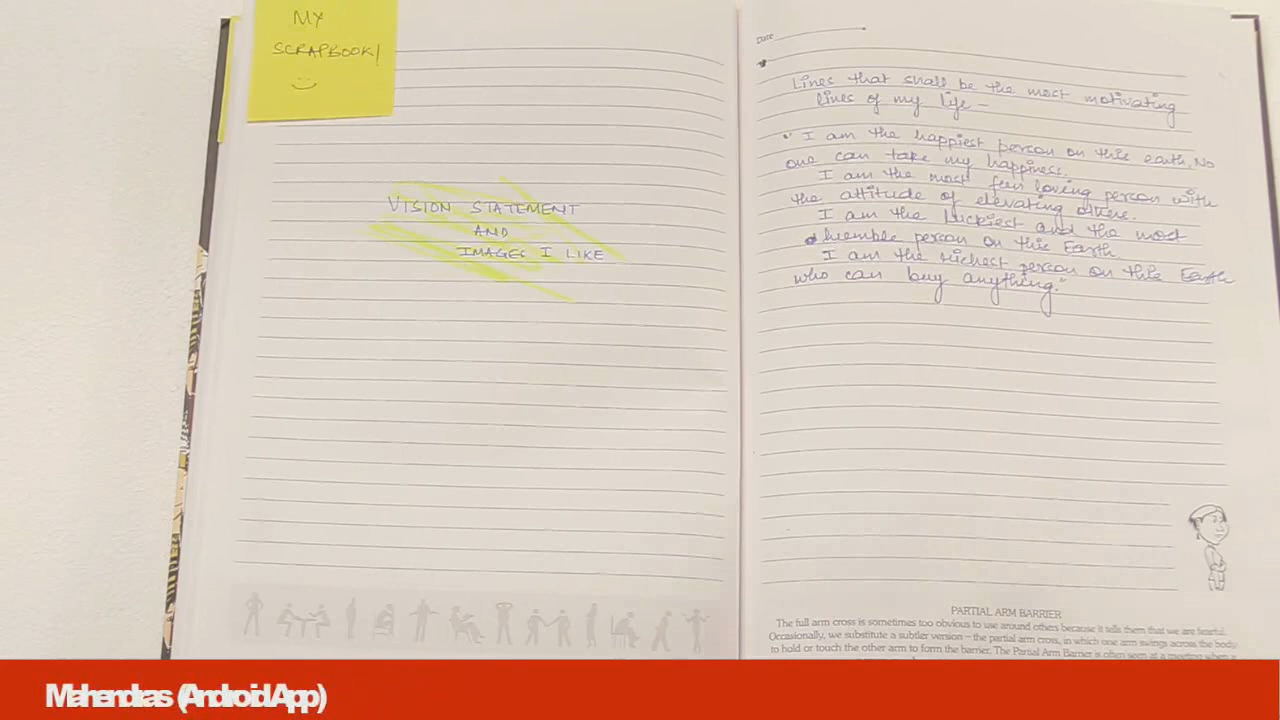 MY
SCRAPBOOK!
VISION STATEMENT
AND
IMAGES I LIKE
Date
Lines that shall be the most motivating
lines of my life -
"I am the happiest person on this earth. No
one can take my happiness.
I am the most fun loving person with
the attitude of elevating others.
I am the luckiest and the most
humble person on this Earth.
I am the richest person on this Earth
who can buy anything."
PARTIAL ARM BARRIER
The full arm cross is sometimes too obvious to use around others because it tells them that we are fearful.
Occasionally, we substitute a subtler version – the partial arm cross, in which one arm swings across the body
to hold or touch the other arm to form the barrier. The Partial Arm Barrier is often seen at a meeting when a
Mahendras (Android App)